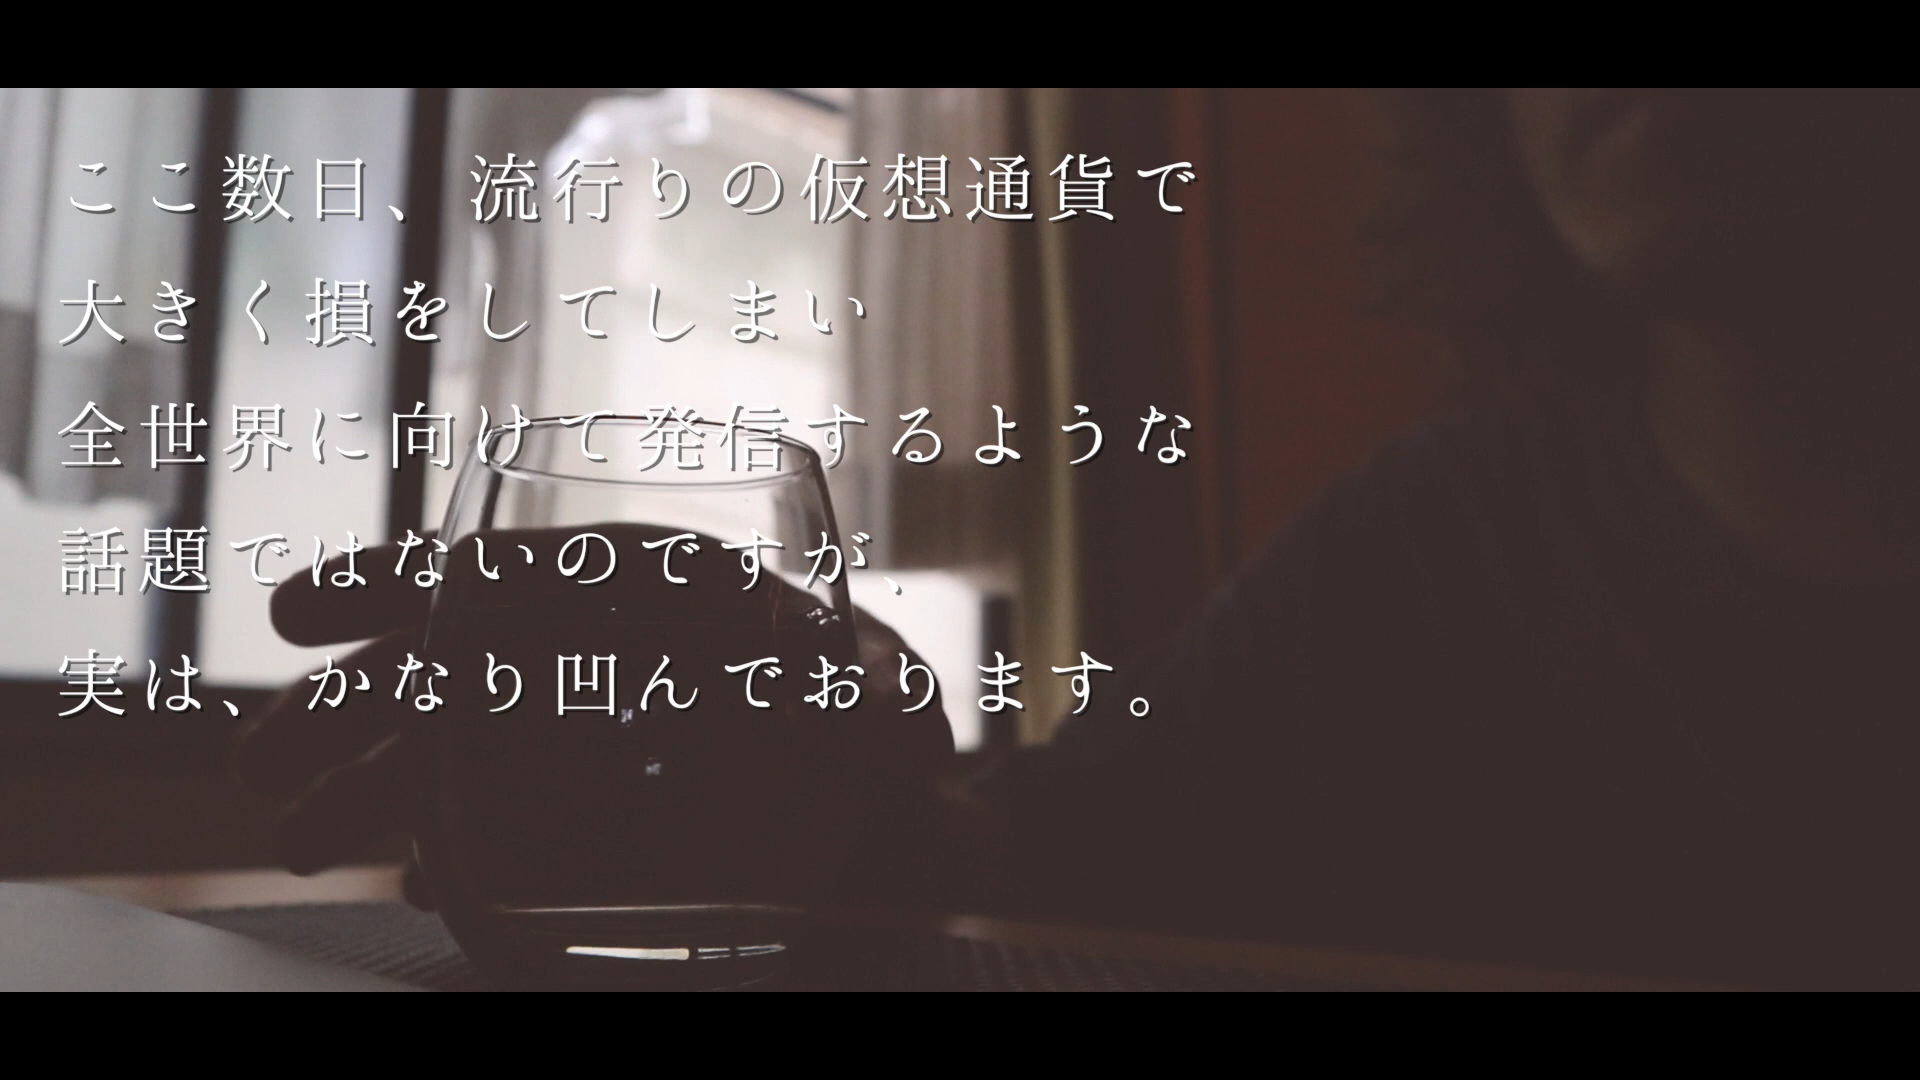 ここ数日、流行りの仮想通貨で
大きく損をしてしまい
全世界に向けて発信するような
話題ではないのですが、
実は、かなり凹んでおります。